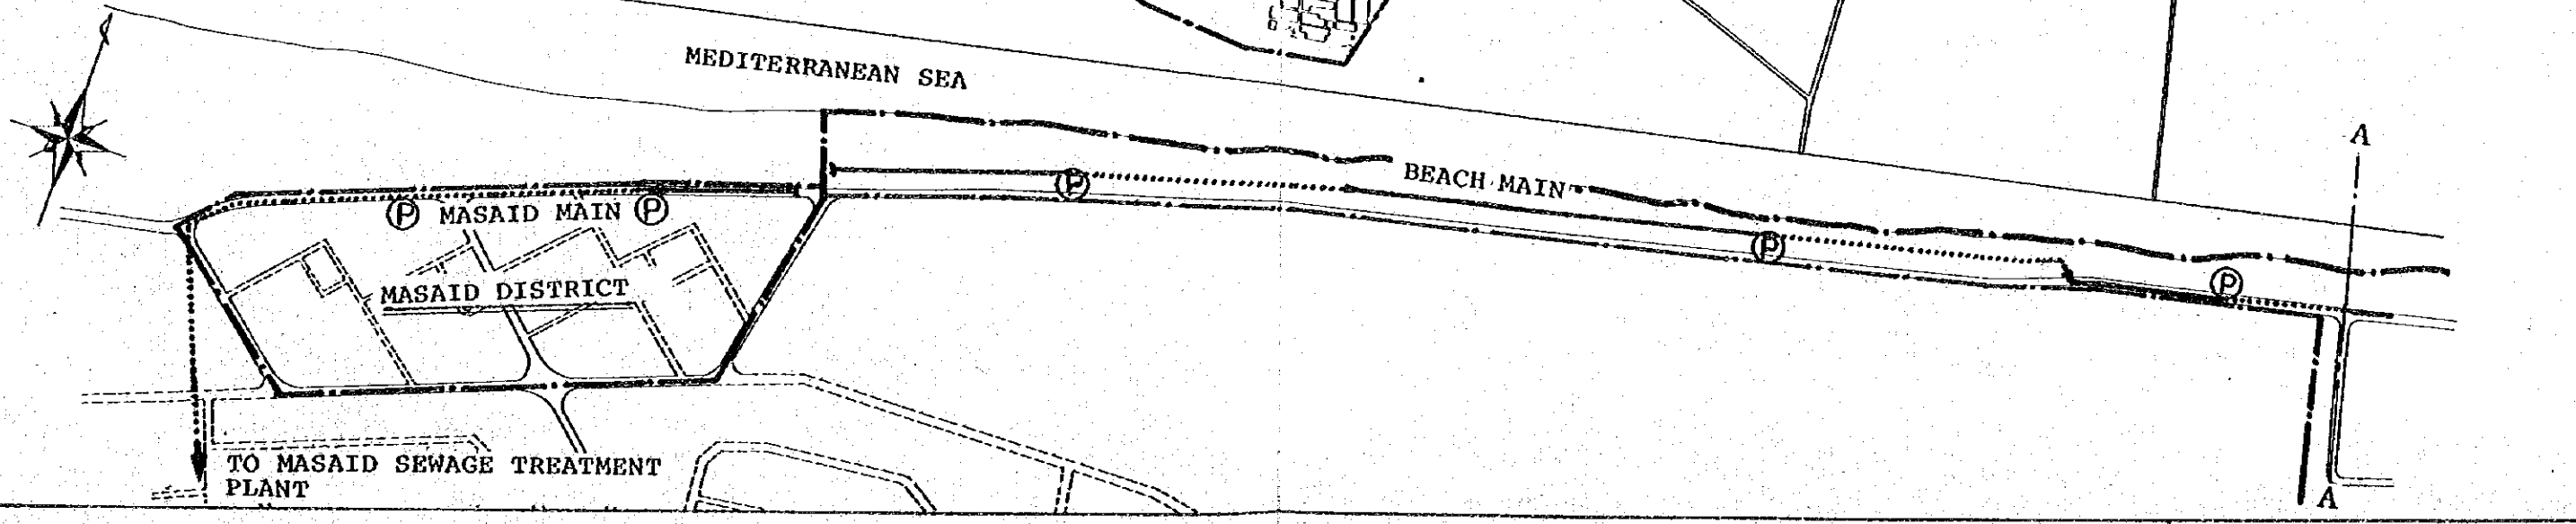 MEDITERRANEAN SEA
A
BEACH MAIN
P
P MASAID MAIN P
P
P
MASAID DISTRICT
TO MASAID SEWAGE TREATMENT
PLANT
A